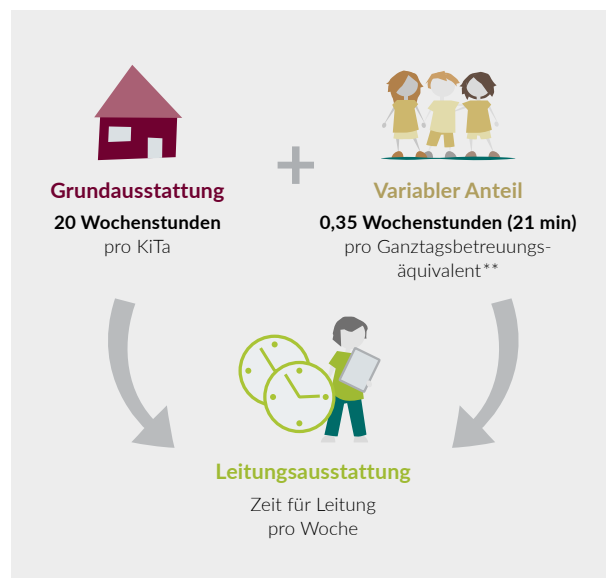 +
Grundausstattung
20 Wochenstunden
pro KiTa
Variabler Anteil
0,35 Wochenstunden (21 min)
pro Ganztagsbetreuungs-
äquivalent**
Leitungsausstattung
Zeit für Leitung
pro Woche